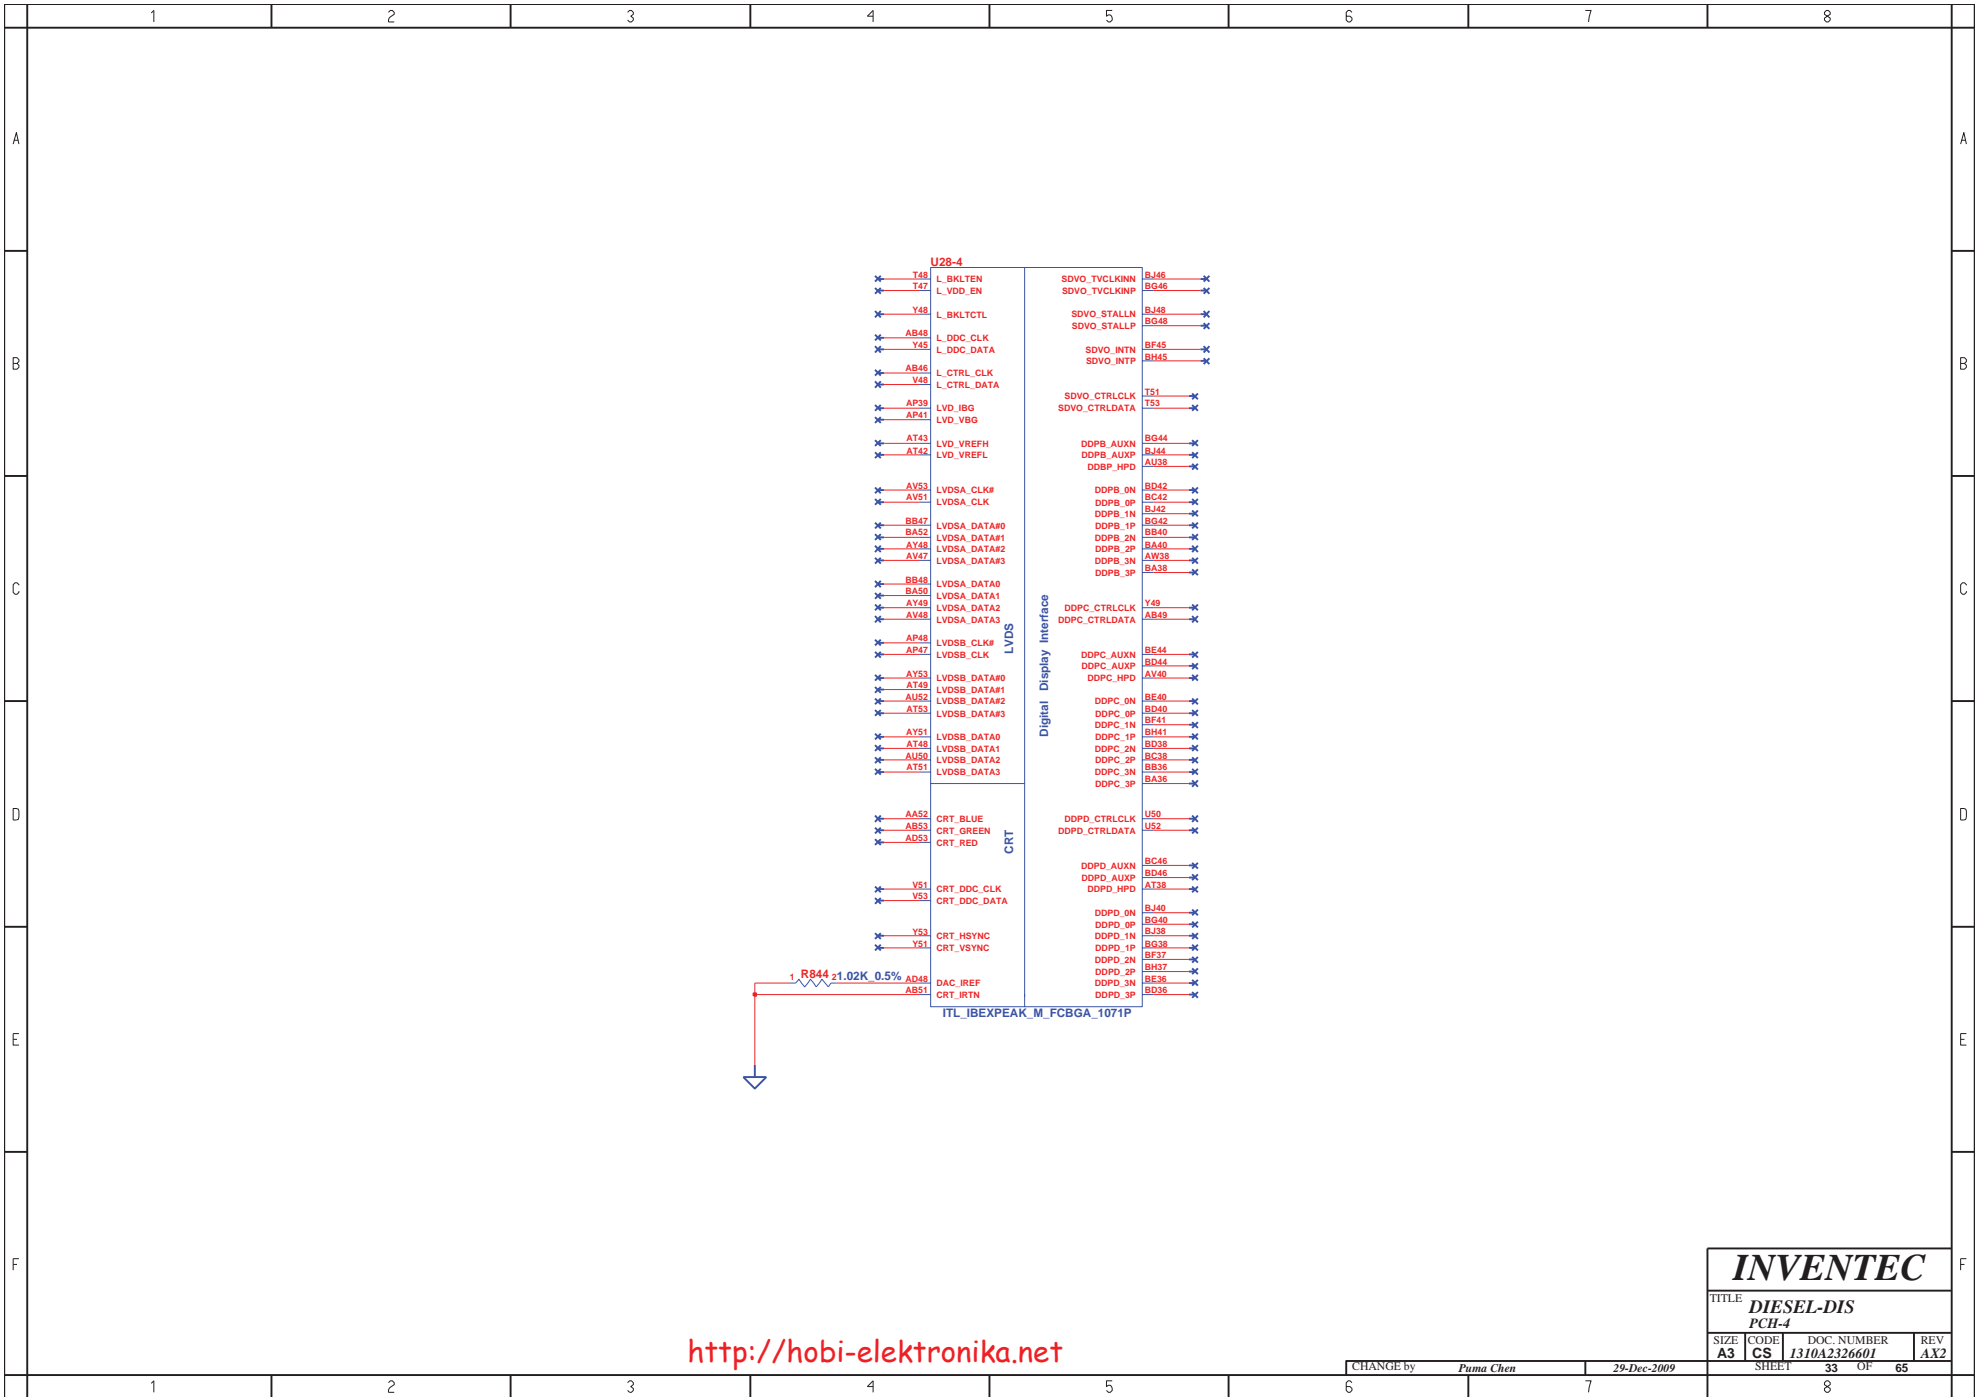 1 2 3 4 5 6 7 8
A A
B B
C C
D D
E E
F F
U28-4
T48 L_BKLTEN
T47 L_VDD_EN
Y48 L_BKLTCTL
AB48 L_DDC_CLK
Y45 L_DDC_DATA
AB46 L_CTRL_CLK
V48 L_CTRL_DATA
AP39 LVD_IBG
AP41 LVD_VBG
AT43 LVD_VREFH
AT42 LVD_VREFL
AV53 LVDSA_CLK#
AV51 LVDSA_CLK
BB47 LVDSA_DATA#0
BA52 LVDSA_DATA#1
AY48 LVDSA_DATA#2
AV47 LVDSA_DATA#3
BB48 LVDSA_DATA0
BA50 LVDSA_DATA1
AY49 LVDSA_DATA2
AV48 LVDSA_DATA3
AP48 LVDSB_CLK#
AP47 LVDSB_CLK
AY53 LVDSB_DATA#0
AT49 LVDSB_DATA#1
AU52 LVDSB_DATA#2
AT53 LVDSB_DATA#3
AY51 LVDSB_DATA0
AT48 LVDSB_DATA1
AU50 LVDSB_DATA2
AT51 LVDSB_DATA3
LVDS
AA52 CRT_BLUE
AB53 CRT_GREEN
AD53 CRT_RED
V51 CRT_DDC_CLK
V53 CRT_DDC_DATA
Y53 CRT_HSYNC
Y51 CRT_VSYNC
1 R844 2 1.02K_0.5% AD48 DAC_IREF
AB51 CRT_IRTN
CRT
Digital Display Interface
SDVO_TVCLKINN BJ46
SDVO_TVCLKINP BG46
SDVO_STALLN BJ48
SDVO_STALLP BG48
SDVO_INTN BF45
SDVO_INTP BH45
SDVO_CTRLCLK T51
SDVO_CTRLDATA T53
DDPB_AUXN BG44
DDPB_AUXP BJ44
DDBP_HPD AU38
DDPB_0N BD42
DDPB_0P BC42
DDPB_1N BJ42
DDPB_1P BG42
DDPB_2N BB40
DDPB_2P BA40
DDPB_3N AW38
DDPB_3P BA38
DDPC_CTRLCLK Y49
DDPC_CTRLDATA AB49
DDPC_AUXN BE44
DDPC_AUXP BD44
DDPC_HPD AV40
DDPC_0N BE40
DDPC_0P BD40
DDPC_1N BF41
DDPC_1P BH41
DDPC_2N BD38
DDPC_2P BC38
DDPC_3N BB36
DDPC_3P BA36
DDPD_CTRLCLK U50
DDPD_CTRLDATA U52
DDPD_AUXN BC46
DDPD_AUXP BD46
DDPD_HPD AT38
DDPD_0N BJ40
DDPD_0P BG40
DDPD_1N BJ38
DDPD_1P BG38
DDPD_2N BF37
DDPD_2P BH37
DDPD_3N BE36
DDPD_3P BD36
ITL_IBEXPEAK_M_FCBGA_1071P
http://hobi-elektronika.net
INVENTEC
TITLE DIESEL-DIS
PCH-4
SIZE CODE DOC. NUMBER REV
A3 CS 1310A2326601 AX2
CHANGE by Puma Chen 29-Dec-2009 SHEET 33 OF 65
1 2 3 4 5 6 7 8